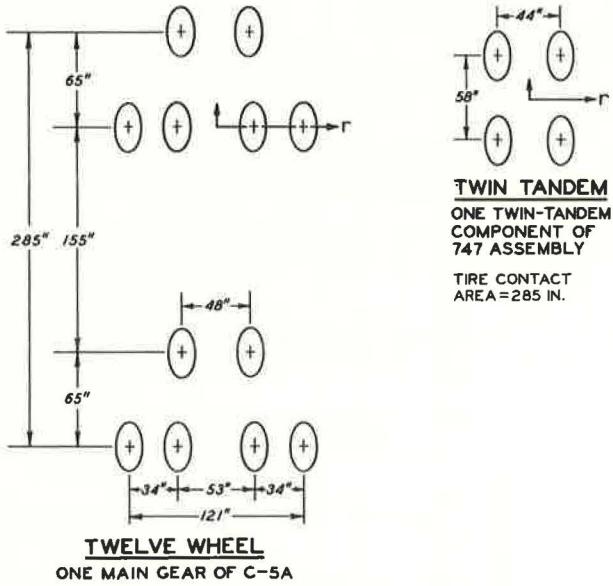 65"
r
285"
155"
48"
65"
34"
53"
34"
121"
TWELVE WHEEL
ONE MAIN GEAR OF C-5A
44"
58"
r
TWIN TANDEM
ONE TWIN-TANDEM
COMPONENT OF
747 ASSEMBLY
TIRE CONTACT
AREA=285 IN.